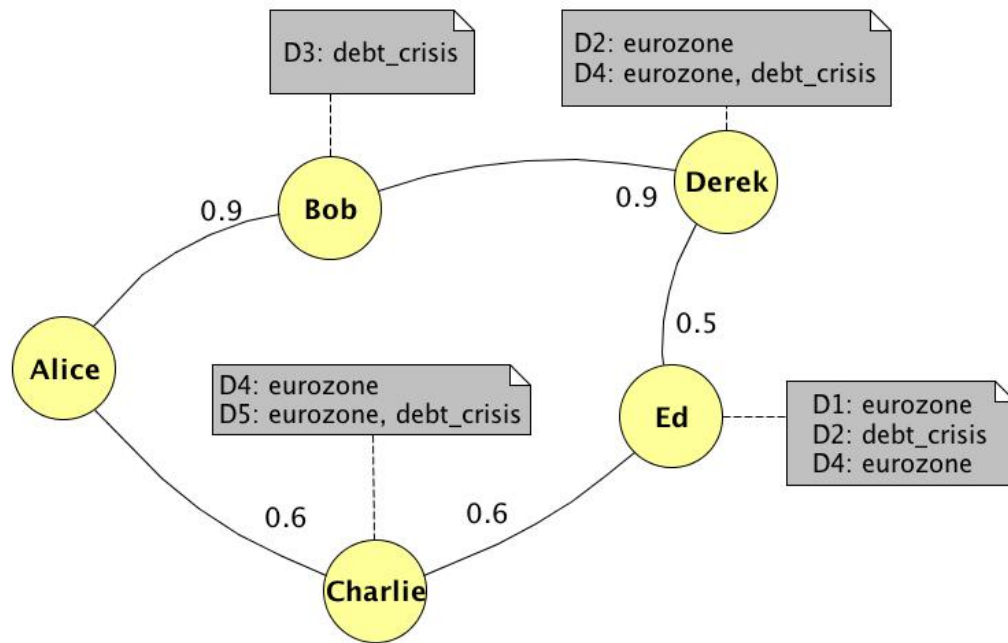 D3: debt_crisis
D2: eurozone
D4: eurozone, debt_crisis
Bob
Derek
0.9
0.9
0.5
Alice
D4: eurozone
D5: eurozone, debt_crisis
Ed
D1: eurozone
D2: debt_crisis
D4: eurozone
0.6
0.6
Charlie